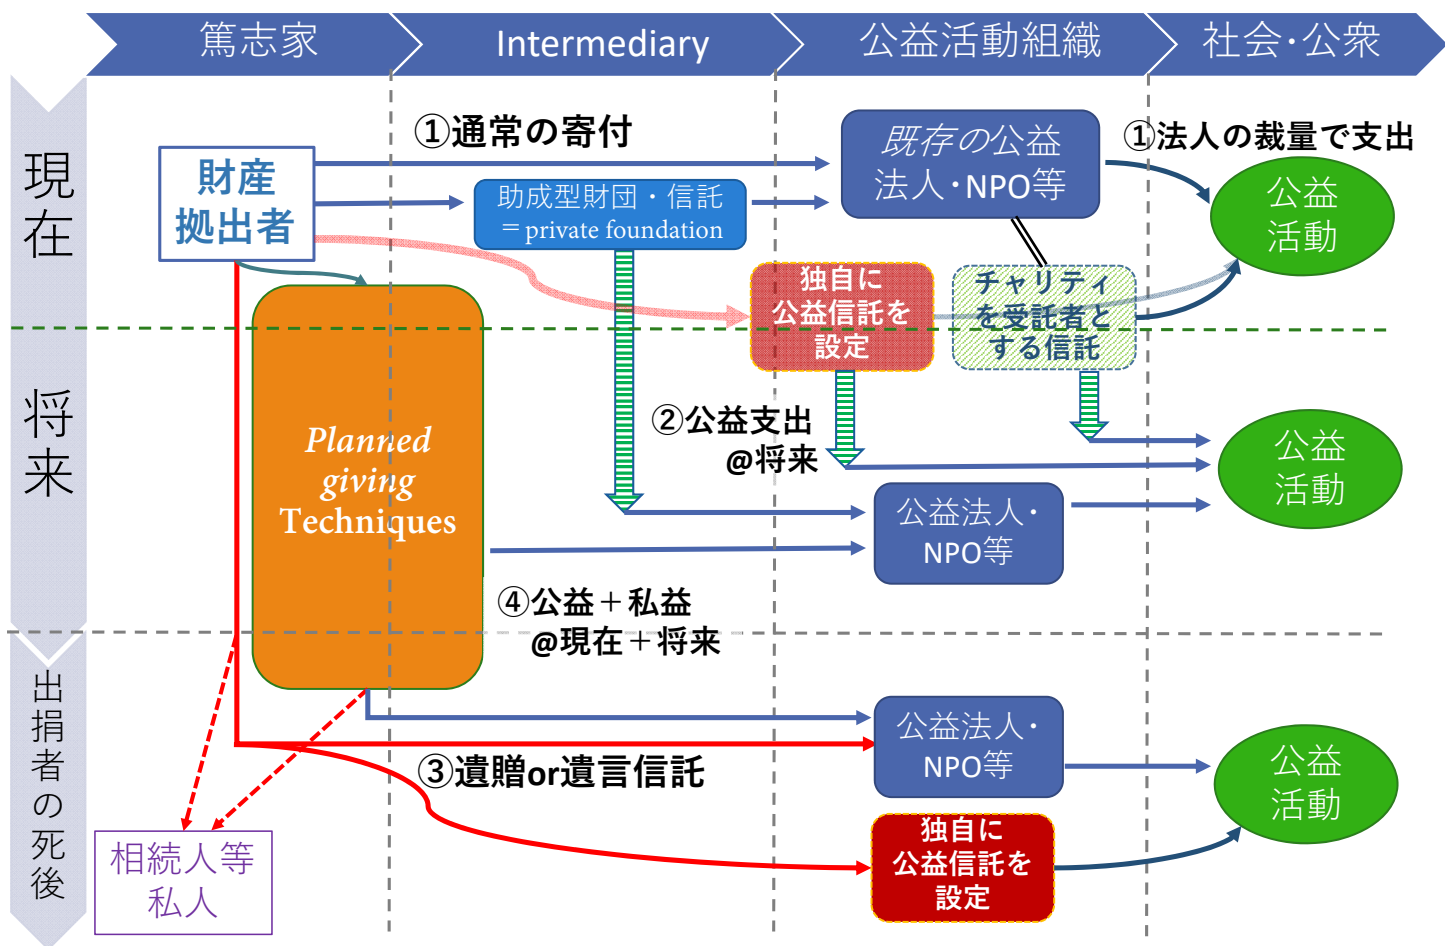 篤志家
Intermediary
公益活動組織
社会・公衆
現在
将来
出捐者の死後
①通常の寄付
財産
拠出者
助成型財団・信託
＝private foundation
既存の公益
法人・NPO等
①法人の裁量で支出
公益
活動
独自に
公益信託を
設定
チャリティ
を受託者と
する信託
Planned
giving
Techniques
②公益支出
@将来
公益法人・
NPO等
公益
活動
④公益＋私益
@現在＋将来
③遺贈or遺言信託
公益法人・
NPO等
公益
活動
独自に
公益信託を
設定
相続人等
私人